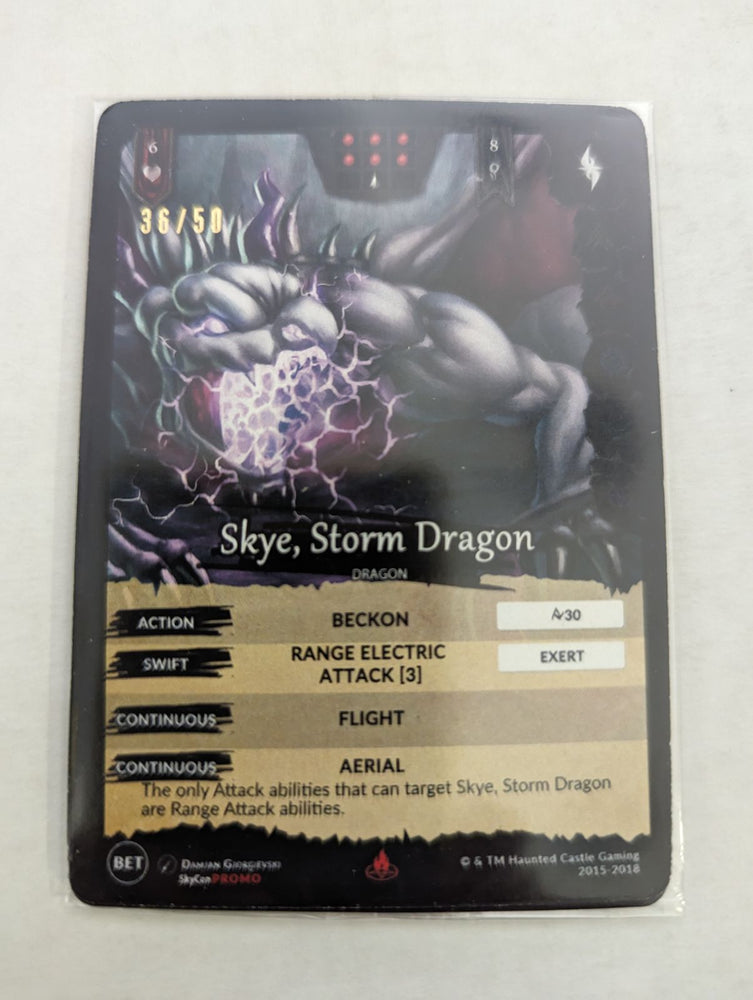 6
8
36/50
Skye, Storm Dragon
DRAGON
ACTION BECKON 30
SWIFT RANGE ELECTRIC ATTACK [3] EXERT
CONTINUOUS FLIGHT
CONTINUOUS AERIAL
The only Attack abilities that can target Skye, Storm Dragon
are Range Attack abilities.
BET Damjan Gjorgievski © & TM Haunted Castle Gaming
SkyCon PROMO 2015-2018